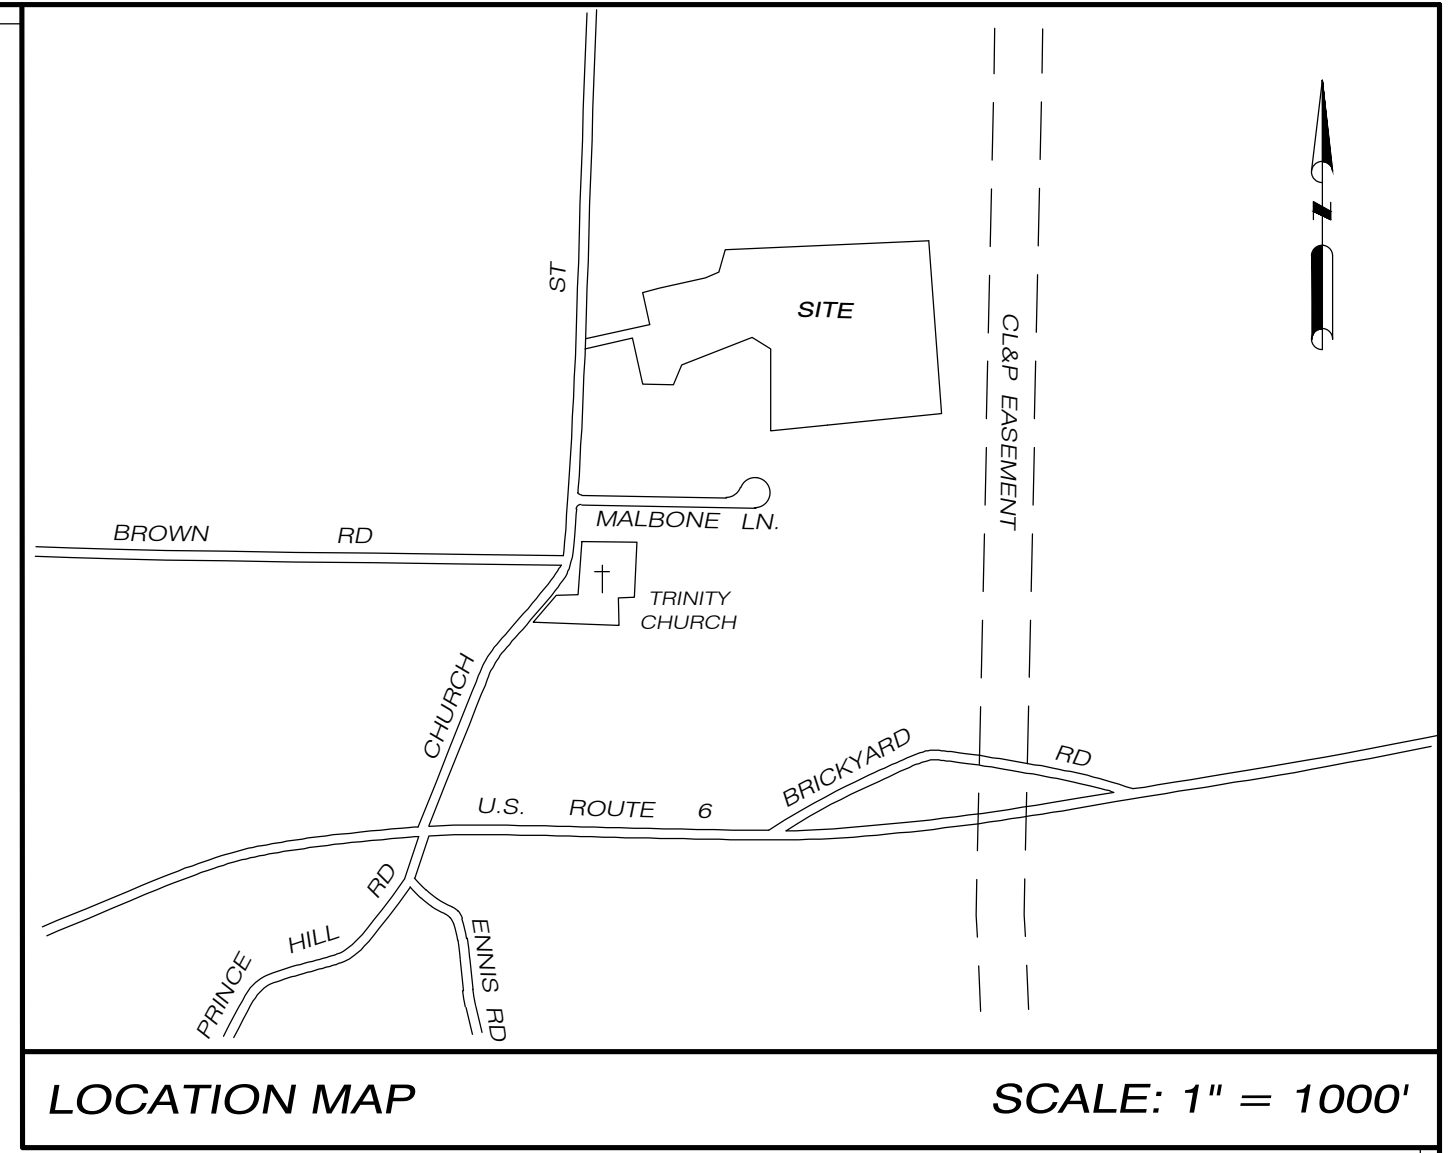 ST
SITE
CL&P EASEMENT
N
BROWN RD
MALBONE LN.
TRINITY
CHURCH
CHURCH
BRICKYARD RD
U.S. ROUTE 6
PRINCE HILL RD
ENNIS RD
LOCATION MAP
SCALE: 1" = 1000'